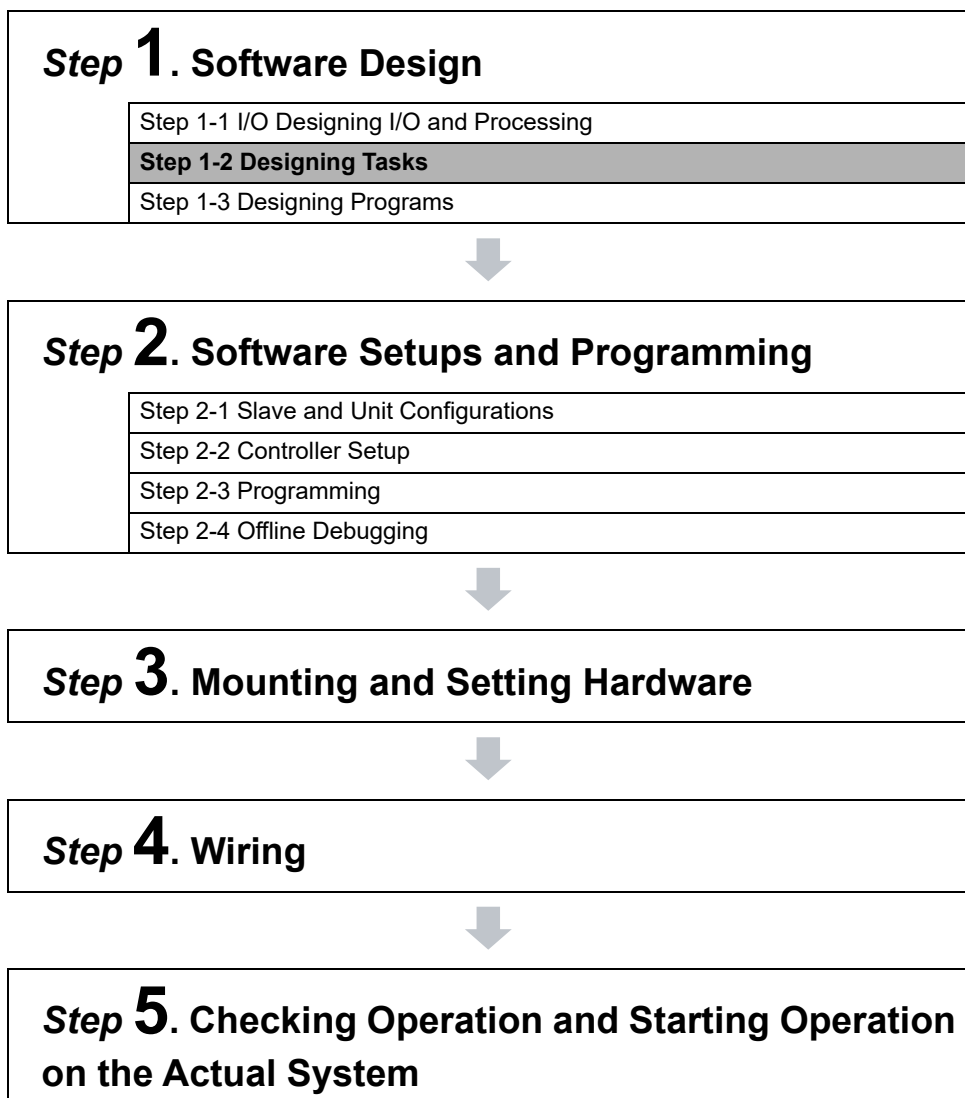 Step 1. Software Design
Step 1-1 I/O Designing I/O and Processing
Step 1-2 Designing Tasks
Step 1-3 Designing Programs
Step 2. Software Setups and Programming
Step 2-1 Slave and Unit Configurations
Step 2-2 Controller Setup
Step 2-3 Programming
Step 2-4 Offline Debugging
Step 3. Mounting and Setting Hardware
Step 4. Wiring
Step 5. Checking Operation and Starting Operation
on the Actual System